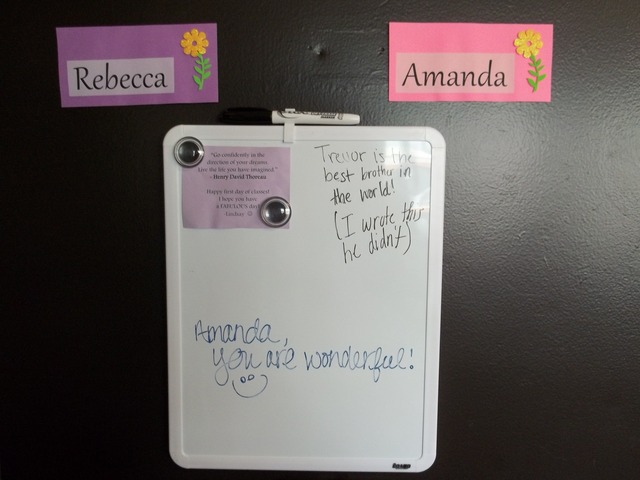 Rebecca
Amanda
"Go confidently in the
direction of your dreams.
Live the life you have imagined."
- Henry David Thoreau
Happy first day of classes!
I hope you have
a FABULOUS day!
Trevor is the
best brother in
the world!
(I wrote this
he didn't)
Amanda,
you are wonderful!